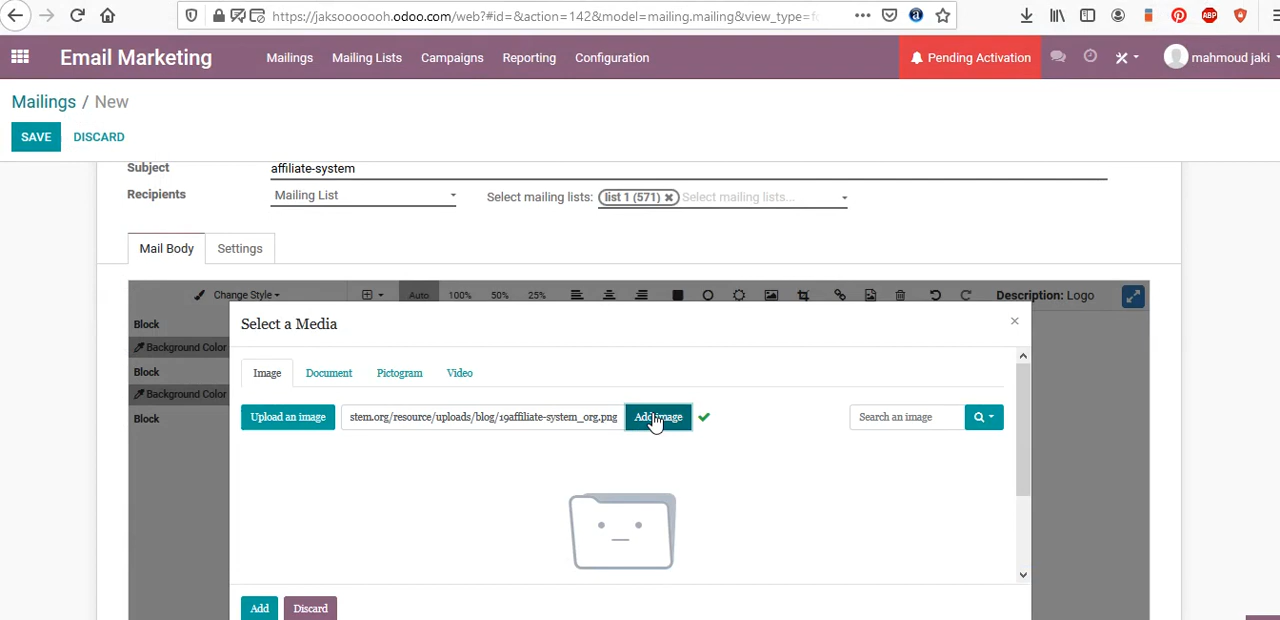 https://jaksooooooh.odoo.com/web?#id=&action=142&model=mailing.mailing&view_type=fo
ABP
Email Marketing
Mailings
Mailing Lists
Campaigns
Reporting
Configuration
Pending Activation
mahmoud jaki
Mailings / New
SAVE
DISCARD
Subject
affiliate-system
Recipients
Mailing List
Select mailing lists:
list 1 (571)
Select mailing lists...
Mail Body
Settings
Change Style
Auto
100%
50%
25%
Description: Logo
Block
Background Color
Block
Background Color
Block
Select a Media
Image
Document
Pictogram
Video
Upload an image
stem.org/resource/uploads/blog/19affiliate-system_org.png
Add image
Search an image
Add
Discard